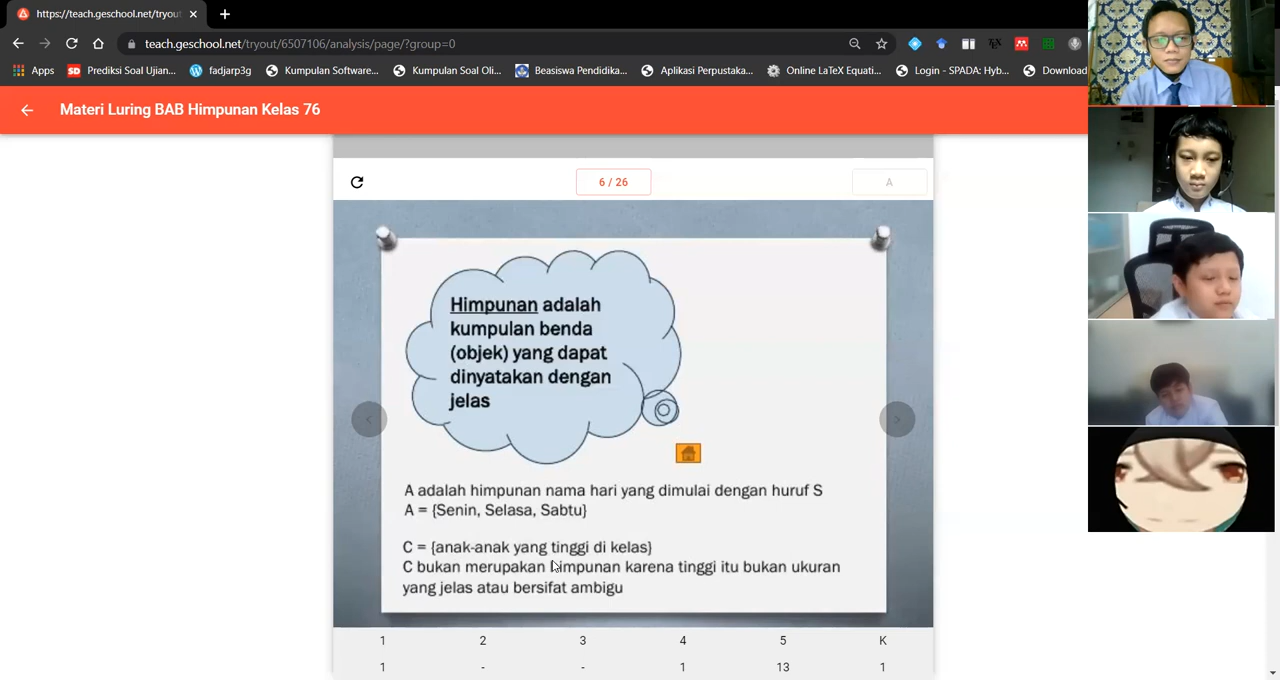 https://teach.geschool.net/tryout
teach.geschool.net/tryout/6507106/analysis/page/?group=0
Apps
Prediksi Soal Ujian...
fadjarp3g
Kumpulan Software...
Kumpulan Soal Oli...
Beasiswa Pendidika...
Aplikasi Perpustaka...
Online LaTeX Equati...
Login - SPADA: Hyb...
Download
Materi Luring BAB Himpunan Kelas 76
6 / 26
A
Himpunan adalah
kumpulan benda
(objek) yang dapat
dinyatakan dengan
jelas
A adalah himpunan nama hari yang dimulai dengan huruf S
A = {Senin, Selasa, Sabtu}
C = {anak-anak yang tinggi di kelas}
C bukan merupakan himpunan karena tinggi itu bukan ukuran
yang jelas atau bersifat ambigu
1 2 3 4 5 K
1 - - 1 13 1